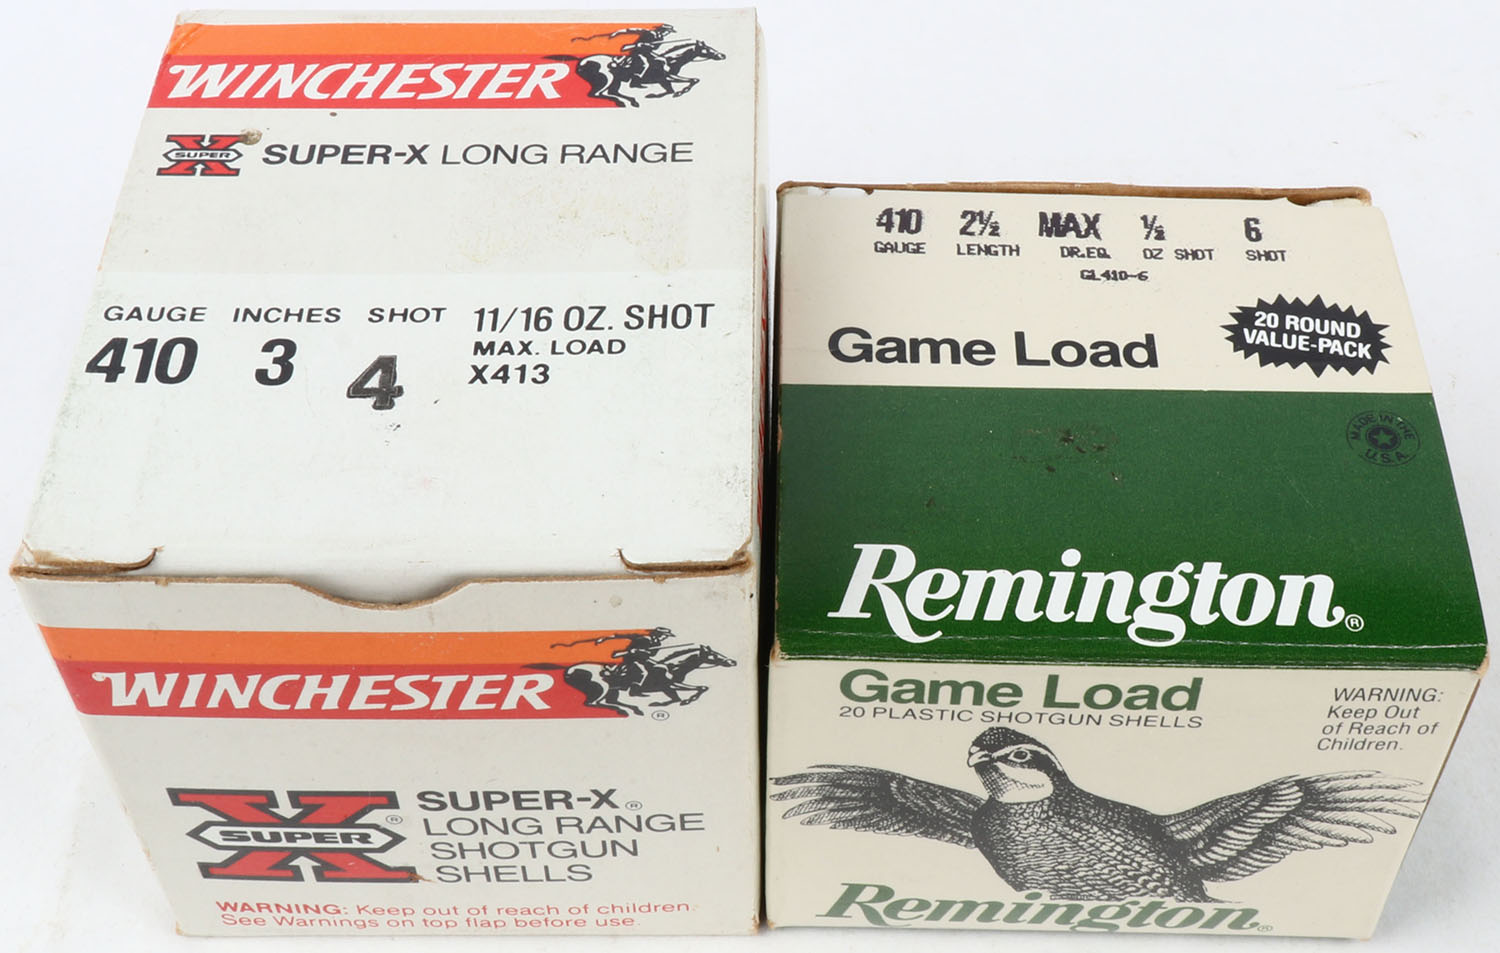 WINCHESTER
SUPER X SUPER-X LONG RANGE
GAUGE INCHES SHOT 11/16 OZ. SHOT
410 3 4 MAX. LOAD
X413
WINCHESTER®
SUPER X ® SUPER-X®
LONG RANGE
SHOTGUN
SHELLS
WARNING: Keep out of reach of children.
See Warnings on top flap before use.
410 2½ MAX ½ 6
GAUGE LENGTH DR.EQ. OZ SHOT SHOT
GL410-6
20 ROUND
VALUE-PACK
Game Load
MADE IN THE
U.S.A.
Remington®
Game Load
20 PLASTIC SHOTGUN SHELLS
WARNING:
Keep Out
of Reach of
Children.
Remington®